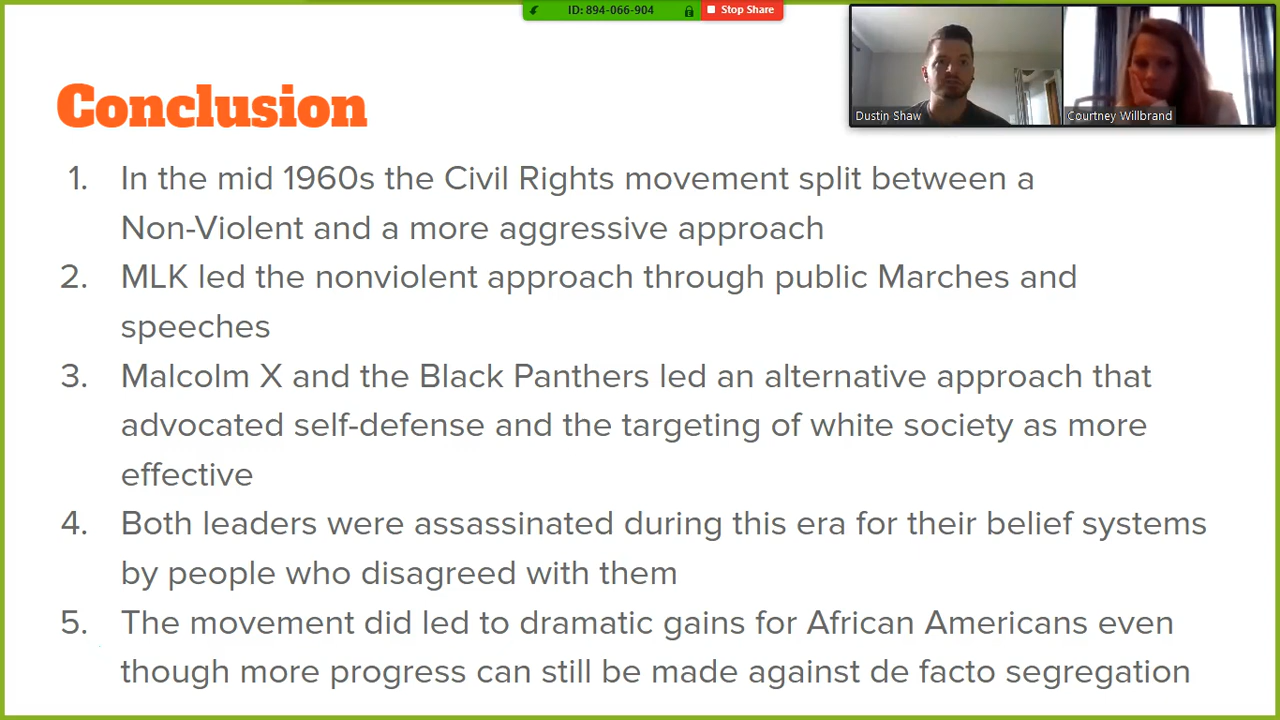 ID: 894-066-904
Stop Share
Dustin Shaw
Courtney Willbrand
Conclusion
1. In the mid 1960s the Civil Rights movement split between a
Non-Violent and a more aggressive approach
2. MLK led the nonviolent approach through public Marches and
speeches
3. Malcolm X and the Black Panthers led an alternative approach that
advocated self-defense and the targeting of white society as more
effective
4. Both leaders were assassinated during this era for their belief systems
by people who disagreed with them
5. The movement did led to dramatic gains for African Americans even
though more progress can still be made against de facto segregation